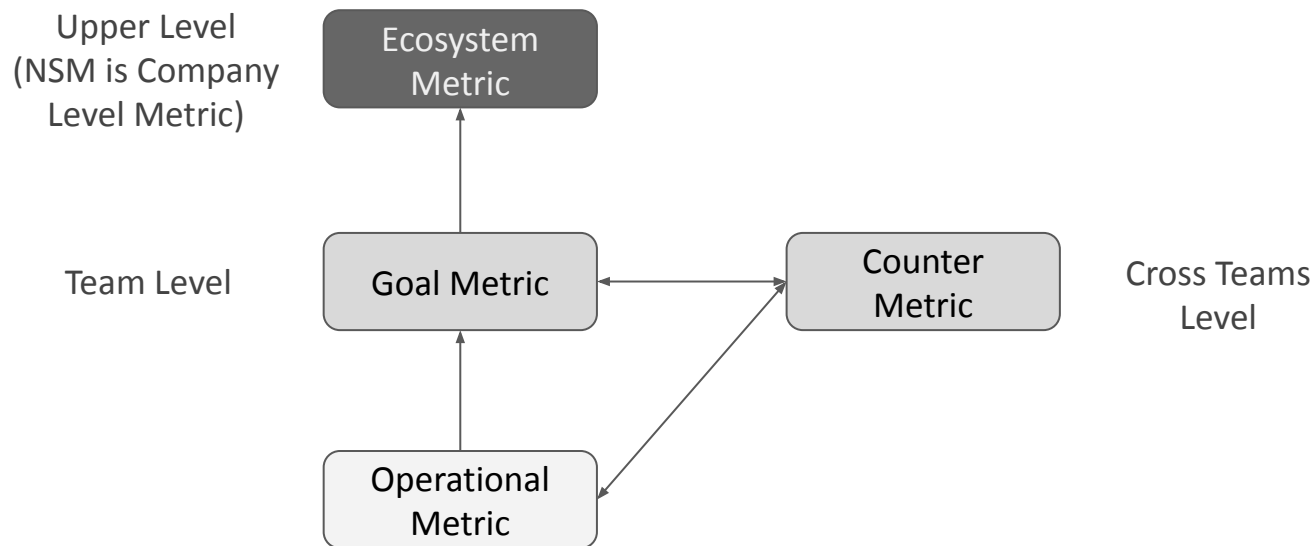 Upper Level
(NSM is Company
Level Metric)
Ecosystem
Metric
Team Level
Goal Metric
Counter
Metric
Cross Teams
Level
Operational
Metric